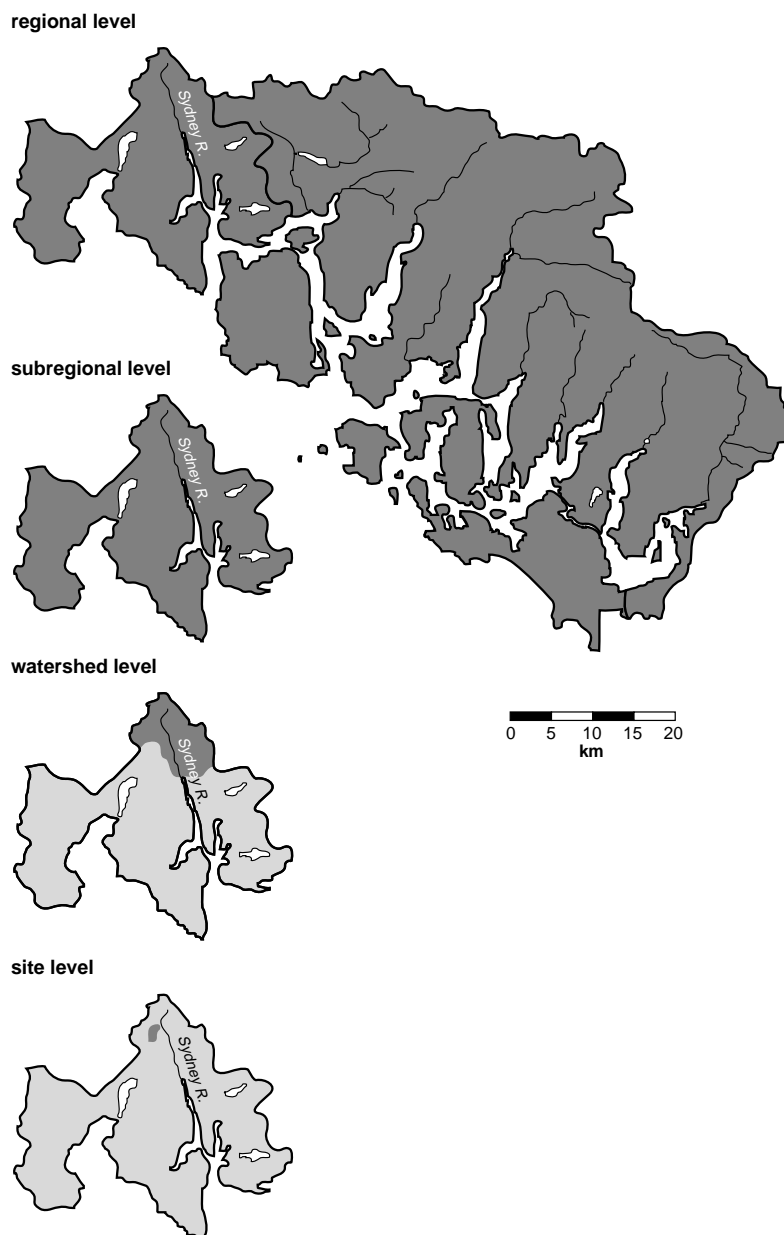 regional level
Sydney R.
subregional level
Sydney R.
watershed level
Sydney R.
0 5 10 15 20
km
site level
Sydney R.